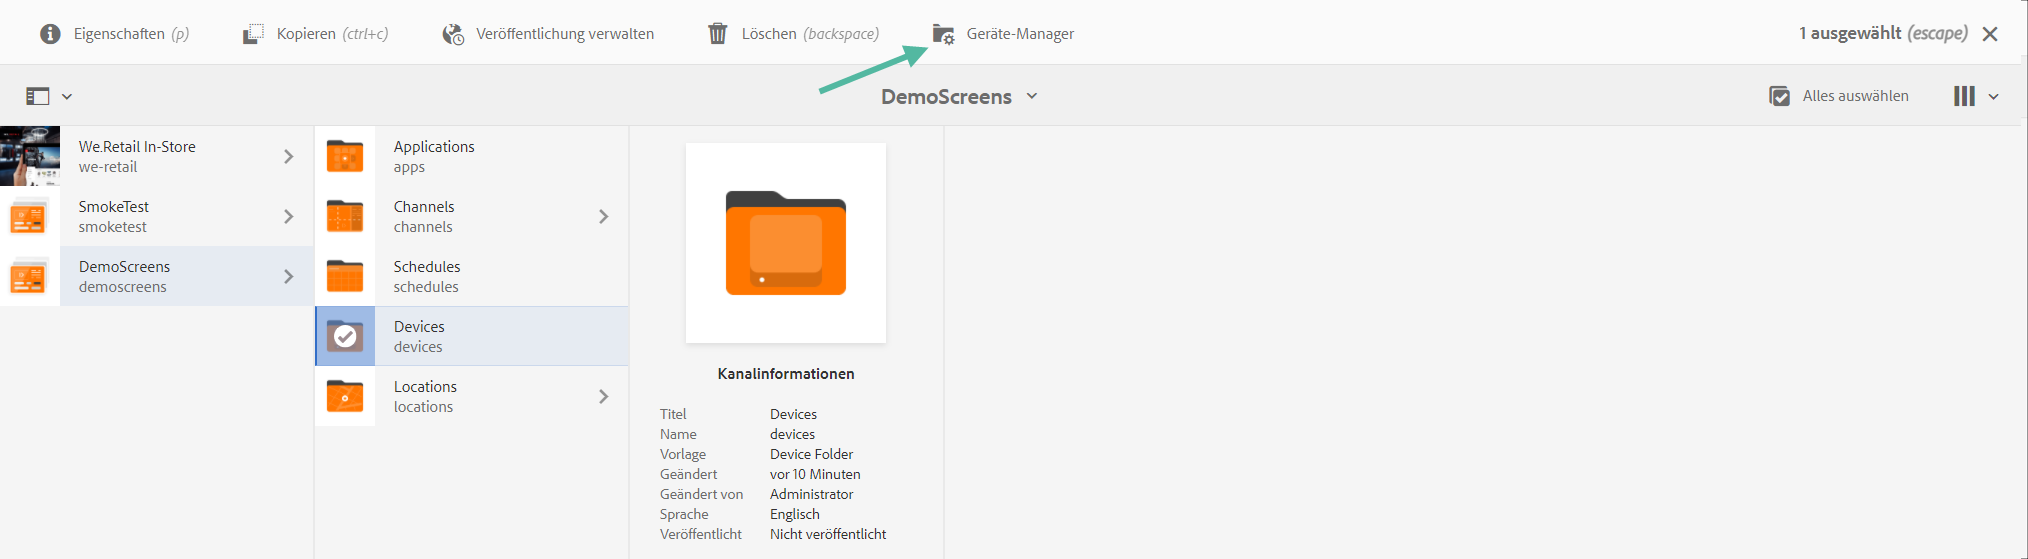 Eigenschaften (p)
Kopieren (ctrl+c)
Veröffentlichung verwalten
Löschen (backspace)
Geräte-Manager
1 ausgewählt (escape)
DemoScreens
Alles auswählen
We.Retail In-Store
we-retail
SmokeTest
smoketest
DemoScreens
demoscreens
Applications
apps
Channels
channels
Schedules
schedules
Devices
devices
Locations
locations
Kanalinformationen
Titel Devices
Name devices
Vorlage Device Folder
Geändert vor 10 Minuten
Geändert von Administrator
Sprache Englisch
Veröffentlicht Nicht veröffentlicht